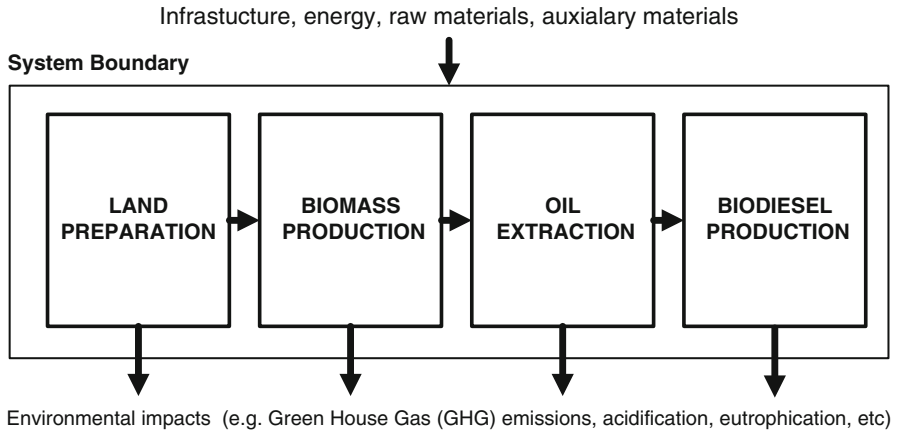 Infrastucture, energy, raw materials, auxialary materials
System Boundary
LAND
PREPARATION
BIOMASS
PRODUCTION
OIL
EXTRACTION
BIODIESEL
PRODUCTION
Environmental impacts (e.g. Green House Gas (GHG) emissions, acidification, eutrophication, etc)